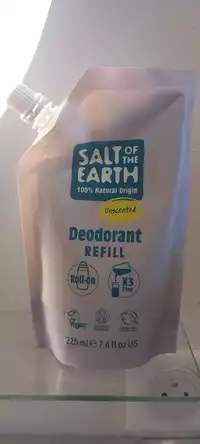 SALT OF
THE
EARTH
100% Natural Origin
Unscented
Deodorant
REFILL
Roll-on
X3
Vegan
225 ml e 7.6 fl oz US